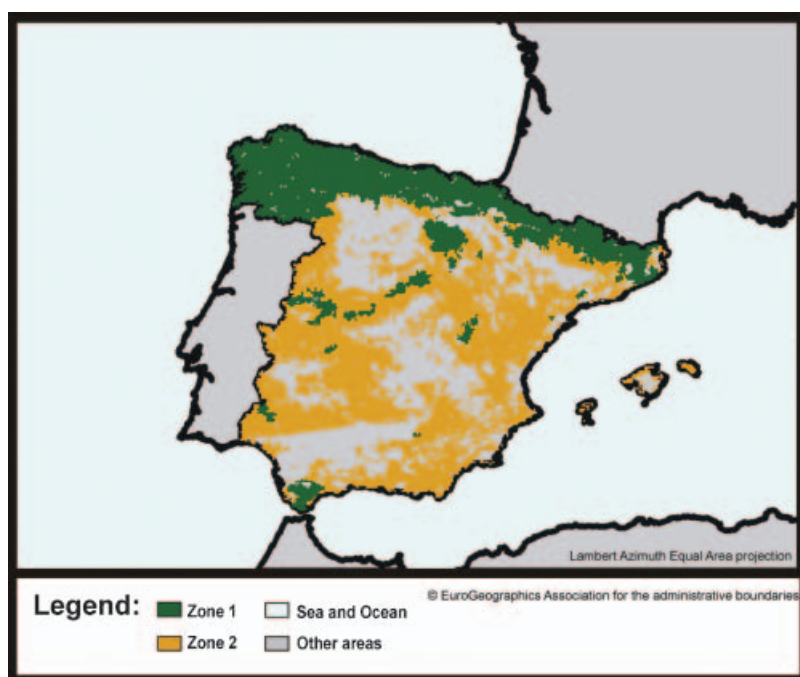 Lambert Azimuth Equal Area projection
Legend:
Zone 1
Sea and Ocean
© EuroGeographics Association for the administrative boundaries
Zone 2
Other areas